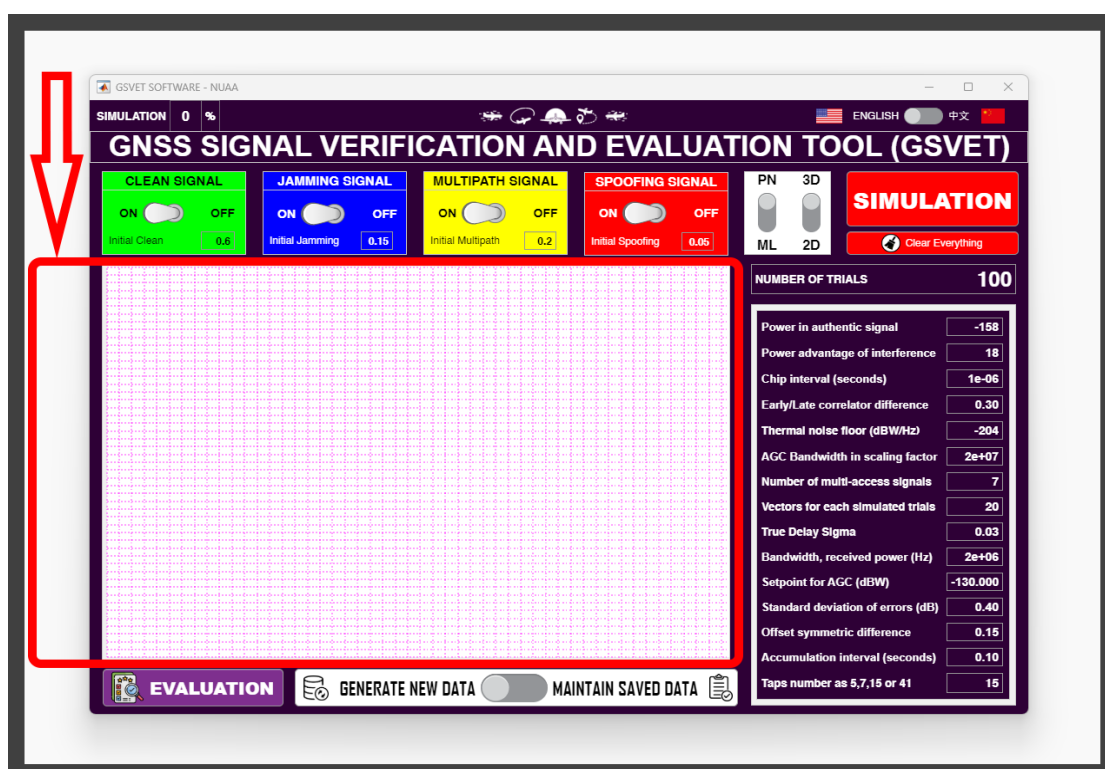 GSVET SOFTWARE - NUAA
SIMULATION 0 %
ENGLISH 中文
GNSS SIGNAL VERIFICATION AND EVALUATION TOOL (GSVET)
CLEAN SIGNAL
ON OFF
Initial Clean 0.6
JAMMING SIGNAL
ON OFF
Initial Jamming 0.15
MULTIPATH SIGNAL
ON OFF
Initial Multipath 0.2
SPOOFING SIGNAL
ON OFF
Initial Spoofing 0.05
PN 3D
ML 2D
SIMULATION
Clear Everything
NUMBER OF TRIALS 100
Power in authentic signal -158
Power advantage of interference 18
Chip interval (seconds) 1e-06
Early/Late correlator difference 0.30
Thermal noise floor (dBW/Hz) -204
AGC Bandwidth in scaling factor 2e+07
Number of multi-access signals 7
Vectors for each simulated trials 20
True Delay Sigma 0.03
Bandwidth, received power (Hz) 2e+06
Setpoint for AGC (dBW) -130.000
Standard deviation of errors (dB) 0.40
Offset symmetric difference 0.15
Accumulation interval (seconds) 0.10
Taps number as 5,7,15 or 41 15
EVALUATION
GENERATE NEW DATA MAINTAIN SAVED DATA